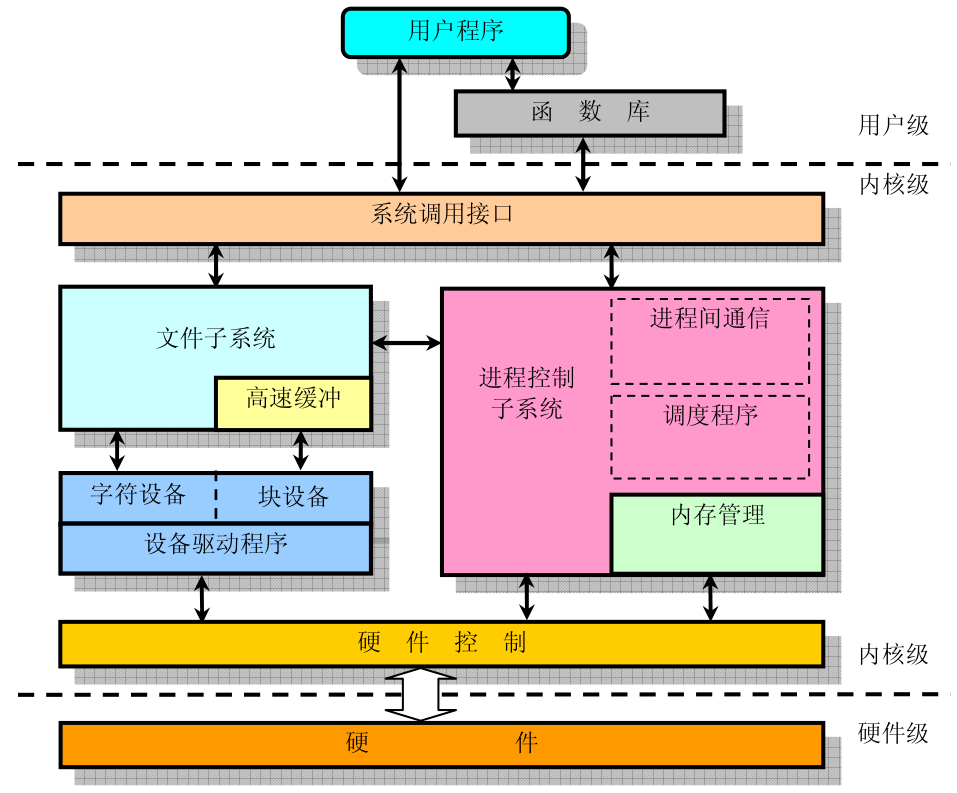 用户程序
函 数 库
用户级
内核级
系统调用接口
文件子系统
高速缓冲
进程控制
子系统
进程间通信
调度程序
内存管理
字符设备
块设备
设备驱动程序
硬 件 控 制
内核级
硬件级
硬 件